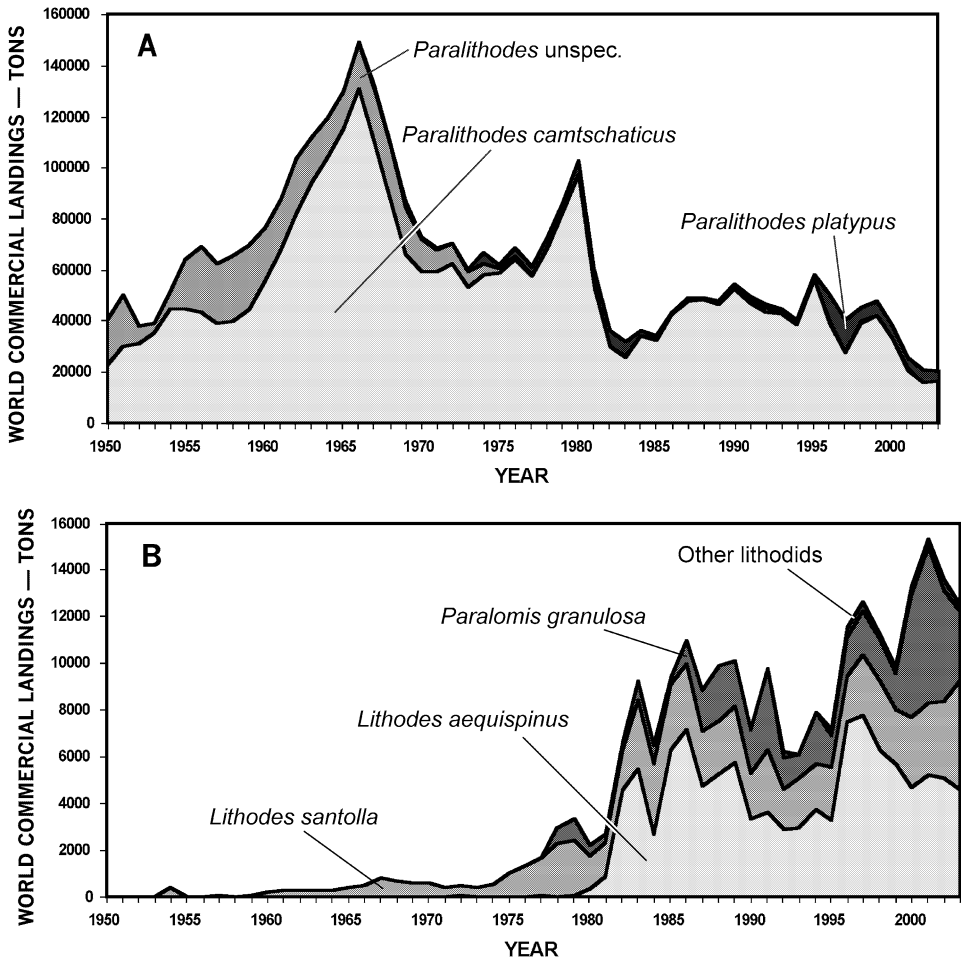 WORLD COMMERCIAL LANDINGS — TONS
160000
140000
120000
100000
80000
60000
40000
20000
0
A
Paralithodes unspec.
Paralithodes camtschaticus
Paralithodes platypus
1950 1955 1960 1965 1970 1975 1980 1985 1990 1995 2000
YEAR
WORLD COMMERCIAL LANDINGS — TONS
16000
14000
12000
10000
8000
6000
4000
2000
0
B
Other lithodids
Paralomis granulosa
Lithodes aequispinus
Lithodes santolla
1950 1955 1960 1965 1970 1975 1980 1985 1990 1995 2000
YEAR